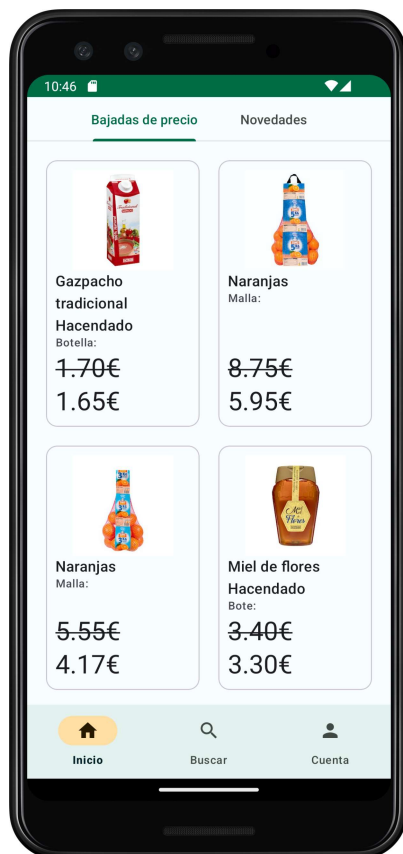 10:46
Bajadas de precio
Novedades
Gazpacho
tradicional
Hacendado
Botella:
1.70€
1.65€
Naranjas
Malla:
8.75€
5.95€
Naranjas
Malla:
5.55€
4.17€
Miel de flores
Hacendado
Bote:
3.40€
3.30€
Inicio
Buscar
Cuenta